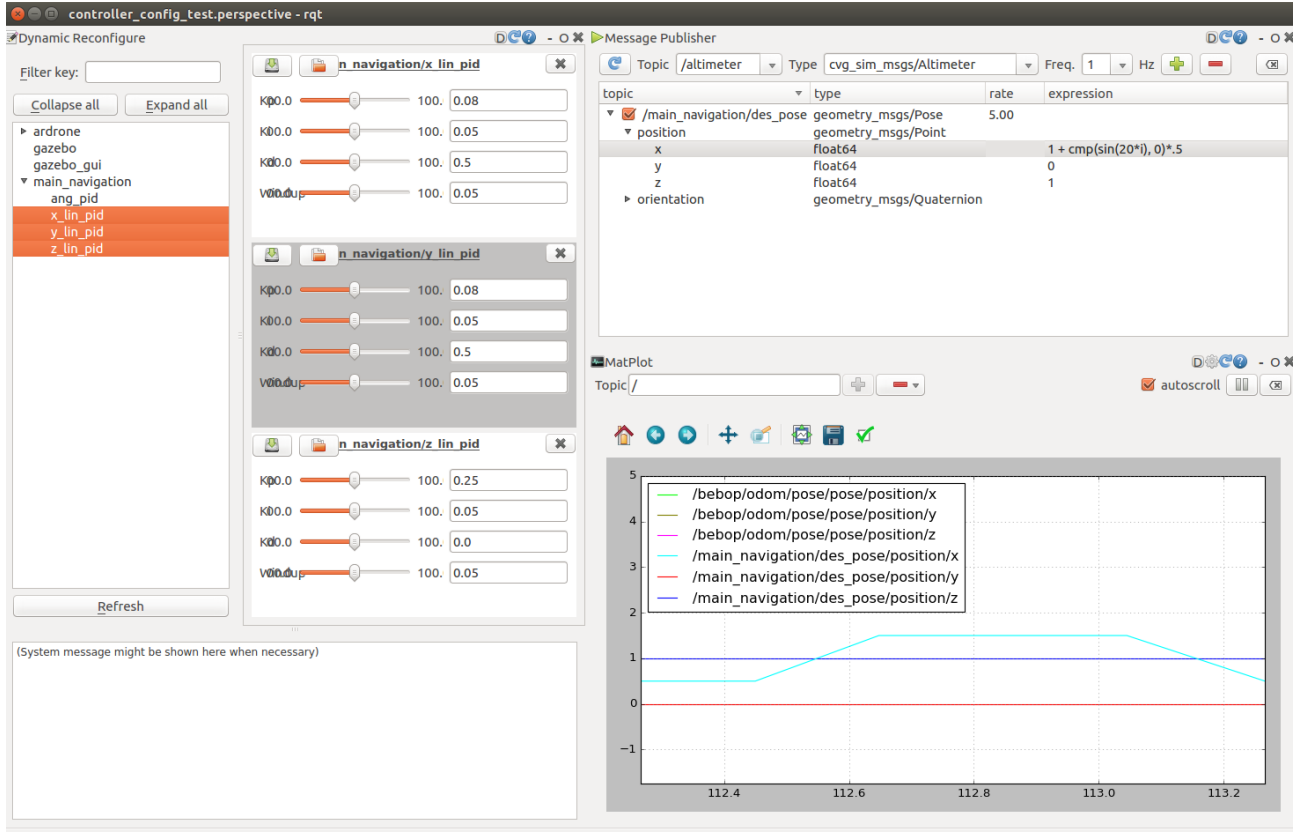 controller_config_test.perspective - rqt
Dynamic Reconfigure
Filter key:
Collapse all
Expand all
ardrone
gazebo
gazebo_gui
main_navigation
ang_pid
x_lin_pid
y_lin_pid
z_lin_pid
Refresh
(System message might be shown here when necessary)
n_navigation/x_lin_pid
100. 0.08
100. 0.05
100. 0.5
100. 0.05
n_navigation/y_lin_pid
100. 0.08
100. 0.05
100. 0.5
100. 0.05
n_navigation/z_lin_pid
100. 0.25
100. 0.05
100. 0.0
100. 0.05
Message Publisher
Topic /altimeter Type cvg_sim_msgs/Altimeter Freq. 1 Hz
topic type rate expression
/main_navigation/des_pose geometry_msgs/Pose 5.00
position geometry_msgs/Point
x float64 1 + cmp(sin(20*i), 0)*.5
y float64 0
z float64 1
orientation geometry_msgs/Quaternion
MatPlot
Topic /
autoscroll
/bebop/odom/pose/pose/position/x
/bebop/odom/pose/pose/position/y
/bebop/odom/pose/pose/position/z
/main_navigation/des_pose/position/x
/main_navigation/des_pose/position/y
/main_navigation/des_pose/position/z
5
4
3
2
1
0
−1
112.4 112.6 112.8 113.0 113.2